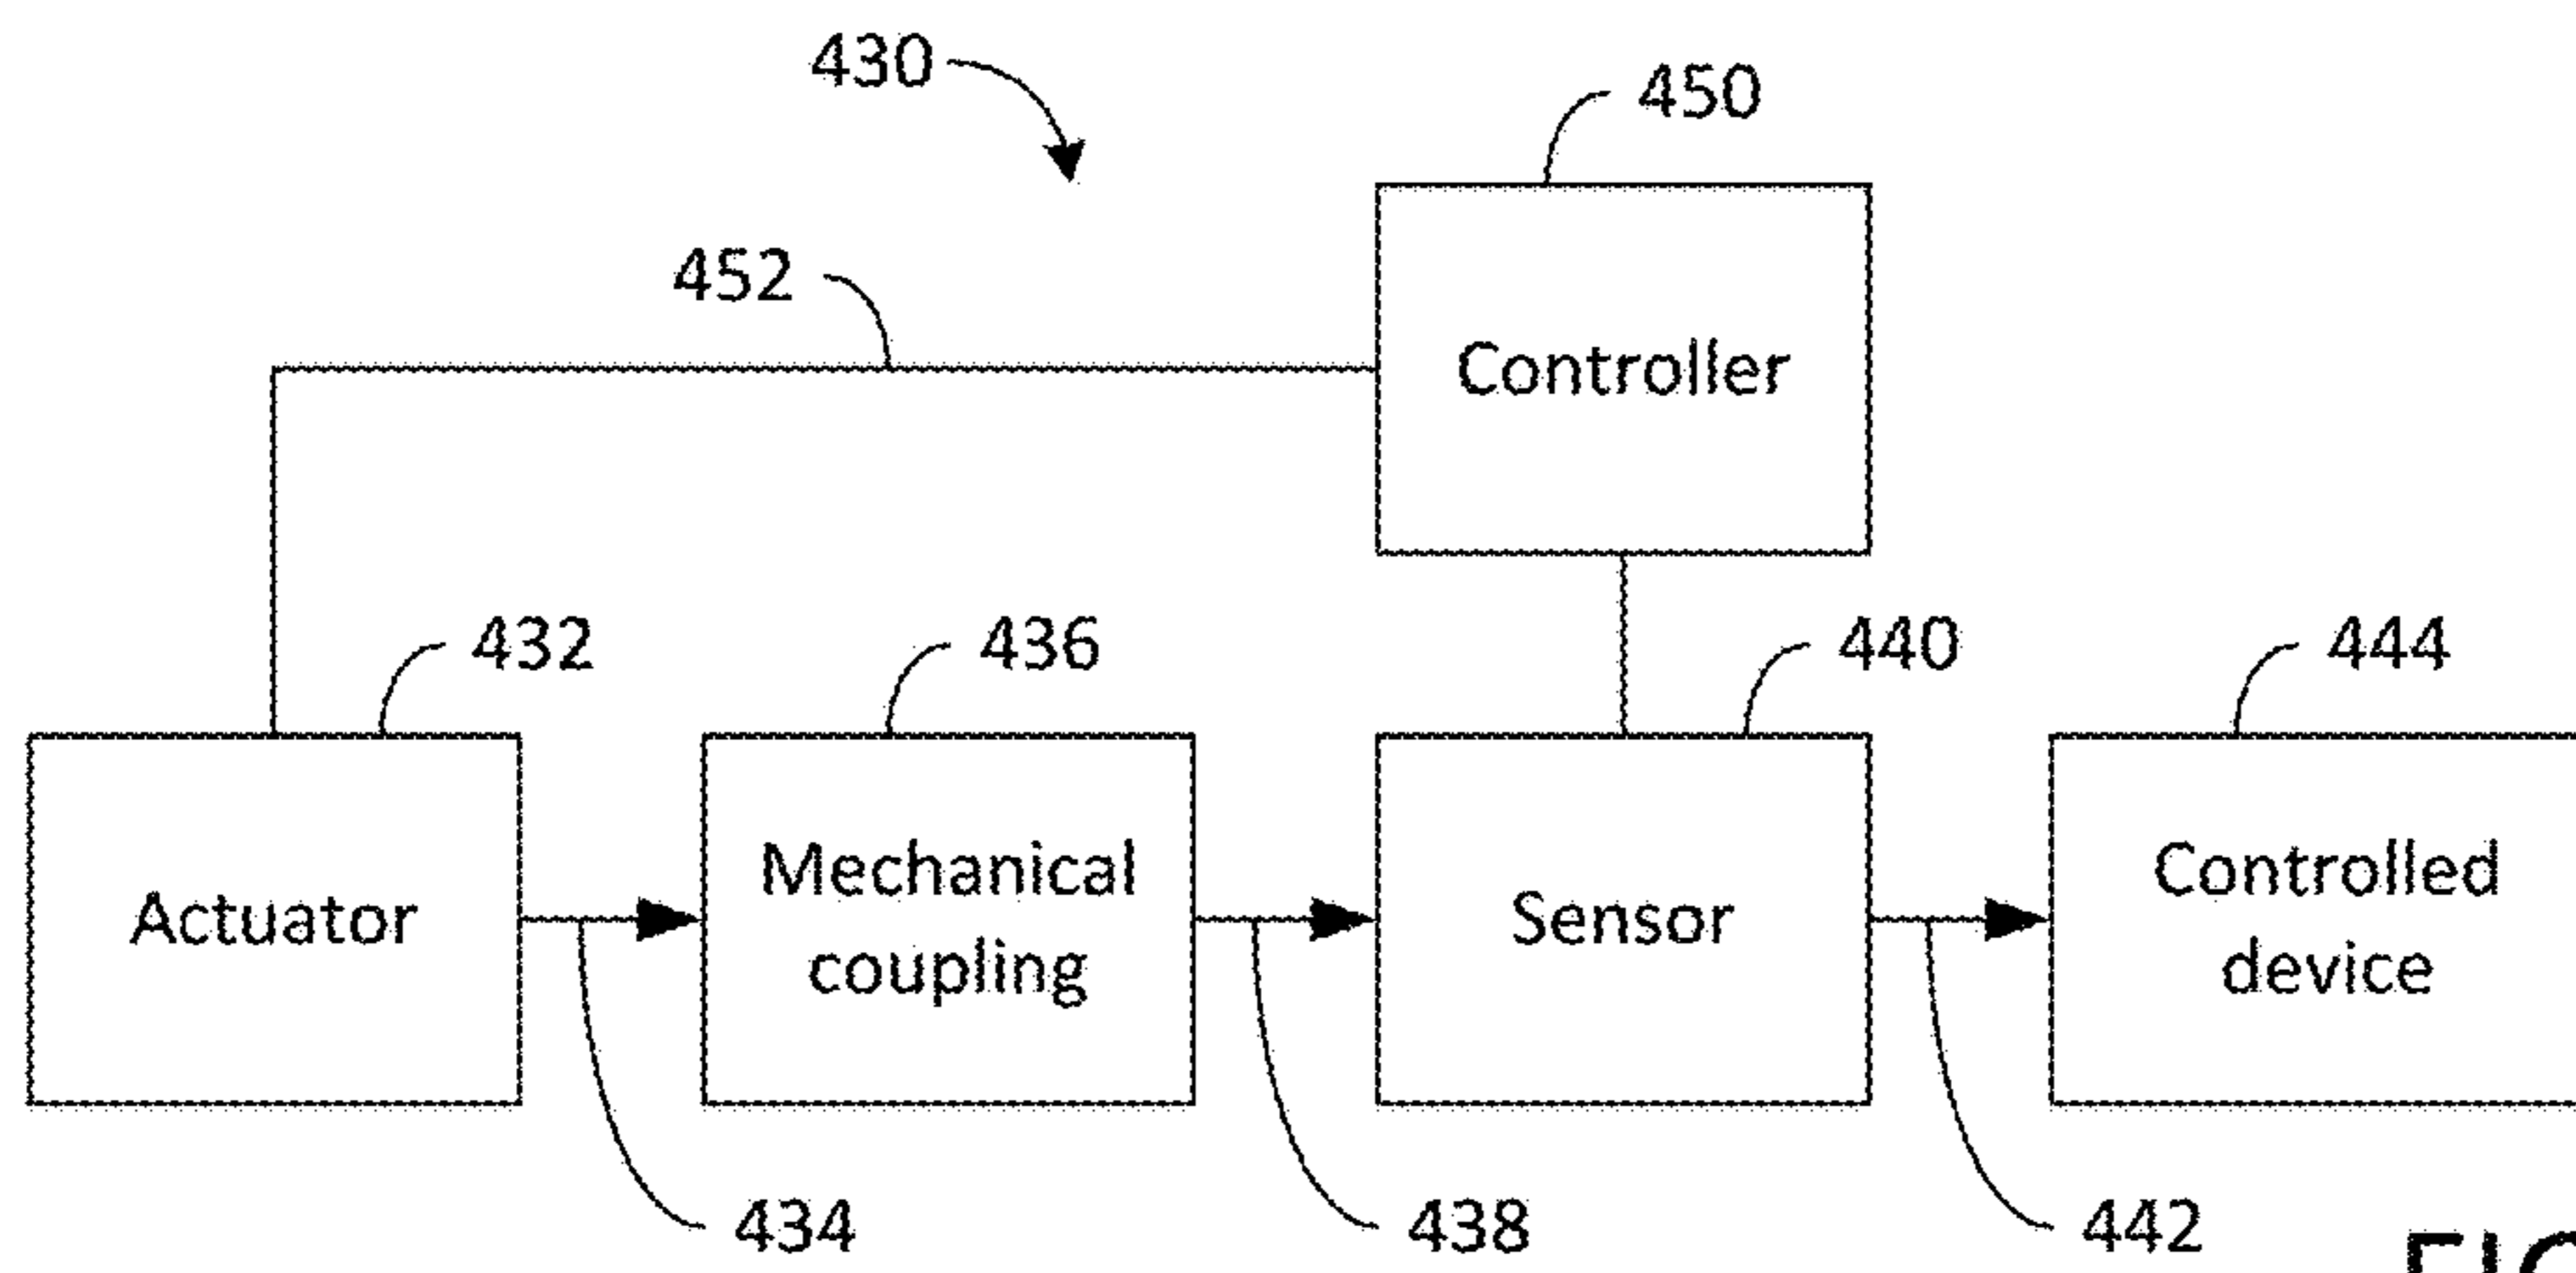 430
450
452
Controller
432
436
440
444
Actuator
Mechanical
coupling
Sensor
Controlled
device
434
438
442